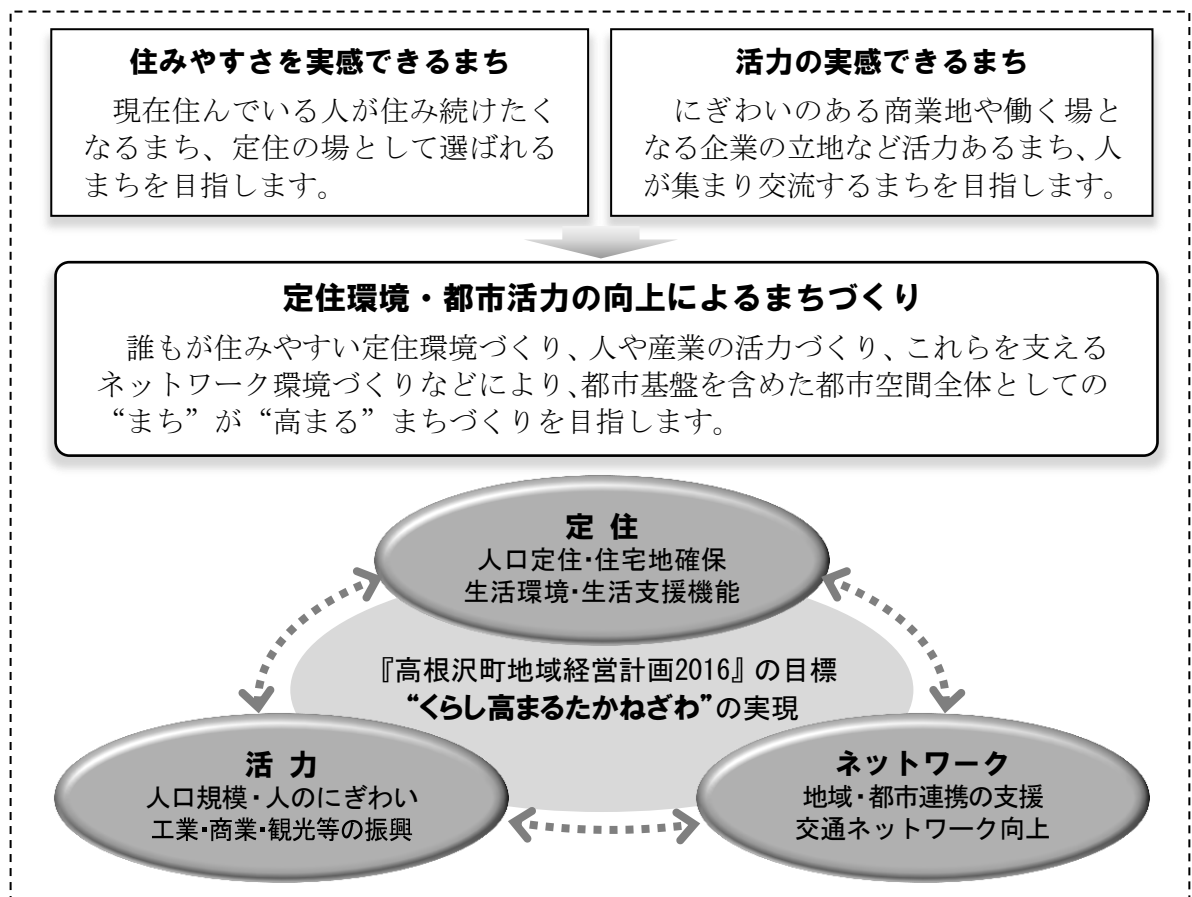 住みやすさを実感できるまち
現在住んでいる人が住み続けたく
なるまち、定住の場として選ばれる
まちを目指します。
活力の実感できるまち
にぎわいのある商業地や働く場と
なる企業の立地など活力あるまち、人
が集まり交流するまちを目指します。
定住環境・都市活力の向上によるまちづくり
誰もが住みやすい定住環境づくり、人や産業の活力づくり、これらを支える
ネットワーク環境づくりなどにより、都市基盤を含めた都市空間全体としての
“まち”が“高まる”まちづくりを目指します。
定 住
人口定住・住宅地確保
生活環境・生活支援機能
『高根沢町地域経営計画2016』の目標
“くらし高まるたかねざわ”の実現
活 力
人口規模・人のにぎわい
工業・商業・観光等の振興
ネットワーク
地域・都市連携の支援
交通ネットワーク向上